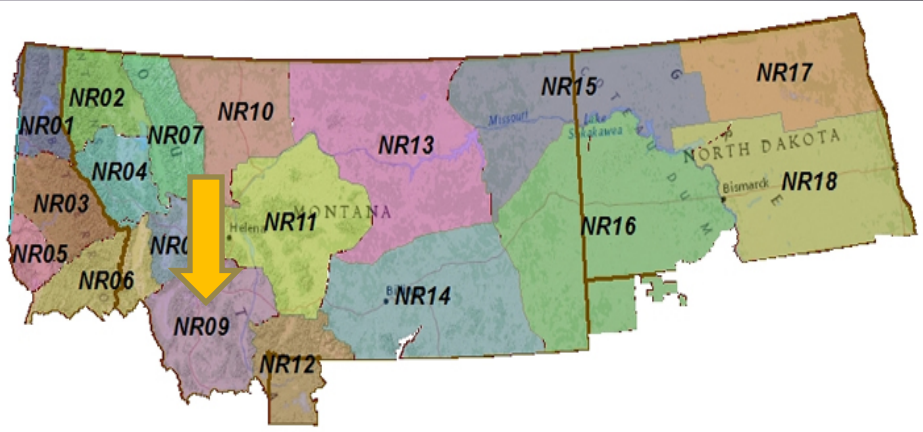 NR17
NR15
NR02
NR10
NR01
Missouri
Lake
Sakakawea
NR07
NR13
NORTH DAKOTA
NR04
NR18
Bismarck
NR03
MONTANA
NR11
NR16
Helena
NR05
NR06
NR14
NR09
NR12